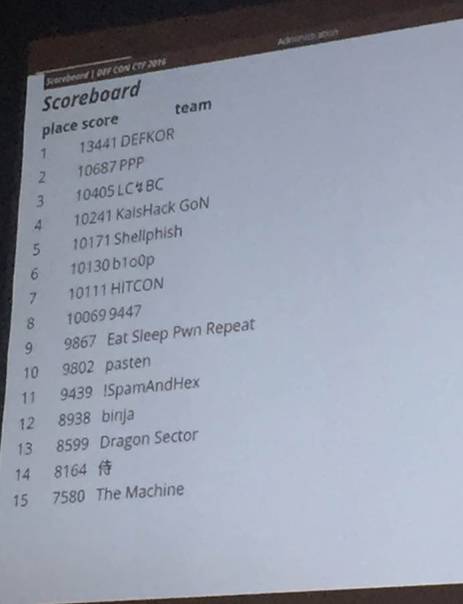 Administration
Scoreboard | DEF CON CTF 2016
Scoreboard
place score team
1 13441 DEFKOR
2 10687 PPP
3 10405 LC↯BC
4 10241 KaisHack GoN
5 10171 Shellphish
6 10130 b1o0p
7 10111 HITCON
8 10069 9447
9 9867 Eat Sleep Pwn Repeat
10 9802 pasten
11 9439 !SpamAndHex
12 8938 binja
13 8599 Dragon Sector
14 8164 侍
15 7580 The Machine